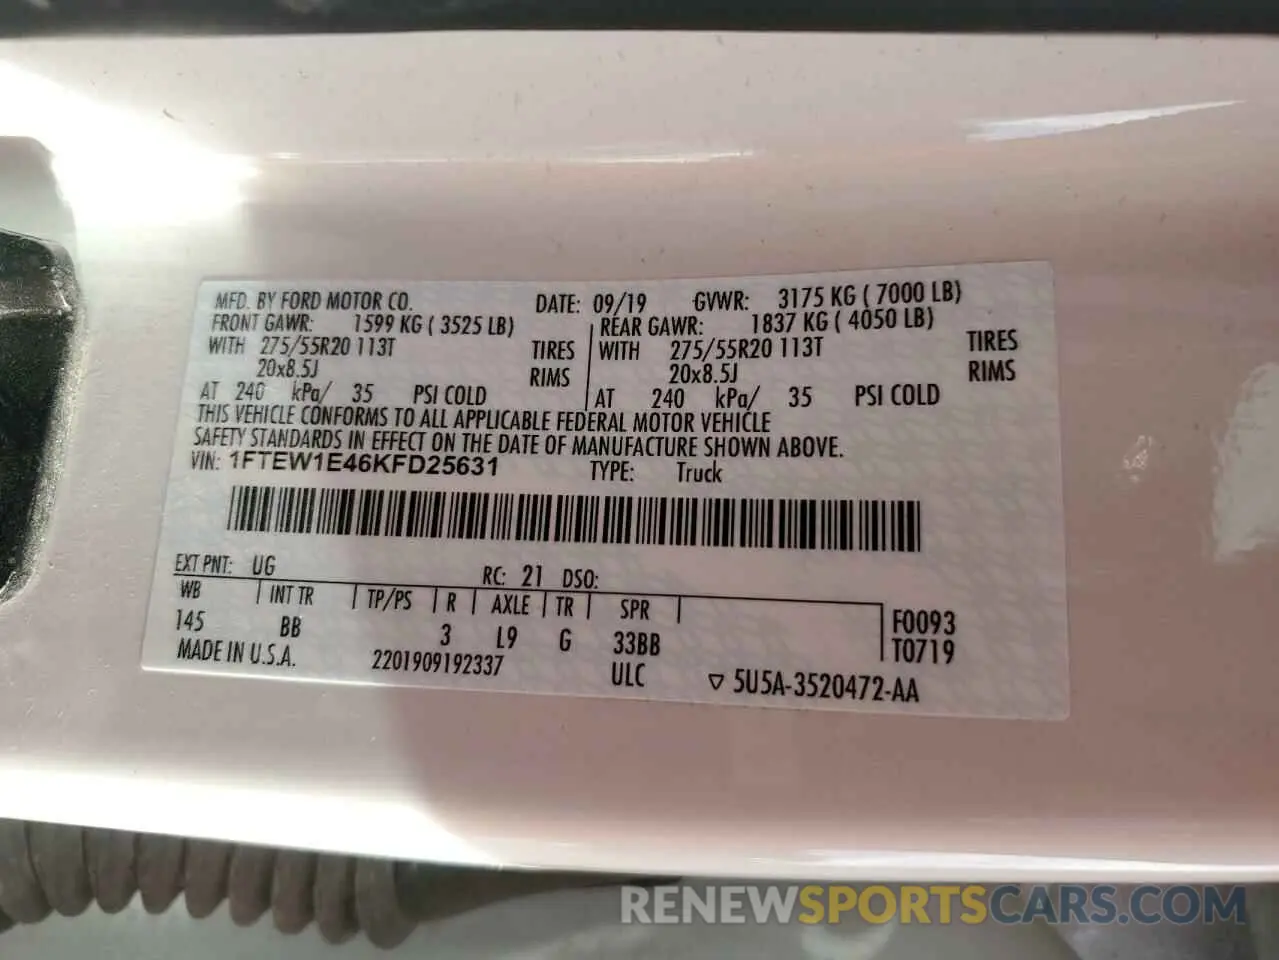 MFD. BY FORD MOTOR CO. DATE: 09/19 GVWR: 3175 KG ( 7000 LB)
FRONT GAWR: 1599 KG ( 3525 LB) REAR GAWR: 1837 KG ( 4050 LB)
WITH 275/55R20 113T TIRES WITH 275/55R20 113T TIRES
20x8.5J RIMS 20x8.5J RIMS
AT 240 kPa/ 35 PSI COLD AT 240 kPa/ 35 PSI COLD
THIS VEHICLE CONFORMS TO ALL APPLICABLE FEDERAL MOTOR VEHICLE
SAFETY STANDARDS IN EFFECT ON THE DATE OF MANUFACTURE SHOWN ABOVE.
VIN: 1FTEW1E46KFD25631 TYPE: Truck
EXT PNT: UG RC: 21 DSO:
WB INT TR TP/PS R AXLE TR SPR F0093
145 BB 3 L9 G 33BB T0719
MADE IN U.S.A. 2201909192337 ULC ▽ 5U5A-3520472-AA
RENEWSPORTSCARS.COM